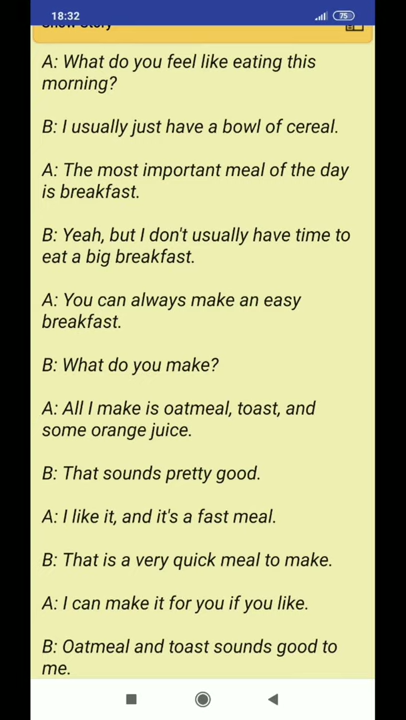 18:32
75
A: What do you feel like eating this
morning?
B: I usually just have a bowl of cereal.
A: The most important meal of the day
is breakfast.
B: Yeah, but I don't usually have time to
eat a big breakfast.
A: You can always make an easy
breakfast.
B: What do you make?
A: All I make is oatmeal, toast, and
some orange juice.
B: That sounds pretty good.
A: I like it, and it's a fast meal.
B: That is a very quick meal to make.
A: I can make it for you if you like.
B: Oatmeal and toast sounds good to
me.